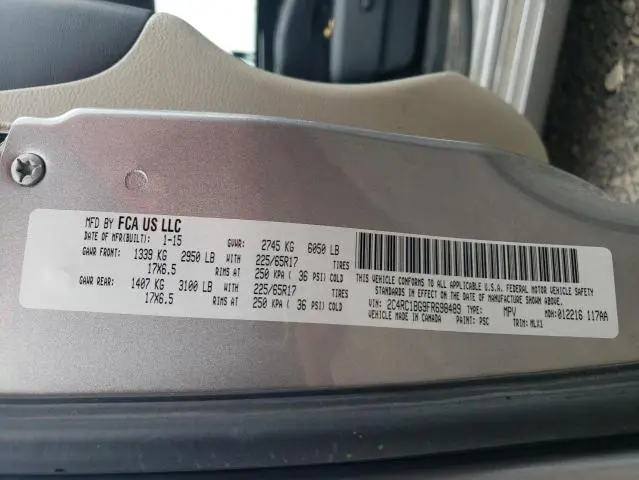 MFD BY FCA US LLC
DATE OF MFR(BUILT): 1-15 GVWR: 2745 KG 6050 LB
GAWR FRONT: 1339 KG 2950 LB WITH 225/65R17 TIRES
17X6.5 RIMS AT 250 KPA ( 36 PSI) COLD
GAWR REAR: 1407 KG 3100 LB WITH 225/65R17 TIRES
17X6.5 RIMS AT 250 KPA ( 36 PSI) COLD
THIS VEHICLE CONFORMS TO ALL APPLICABLE U.S.A. FEDERAL MOTOR VEHICLE SAFETY
STANDARDS IN EFFECT ON THE DATE OF MANUFACTURE SHOWN ABOVE.
VIN: 2C4RC1BG9FR698489 TYPE: MPV MDH: 012216 117AA
VEHICLE MADE IN CANADA PAINT: PSC TRIM: MLX1